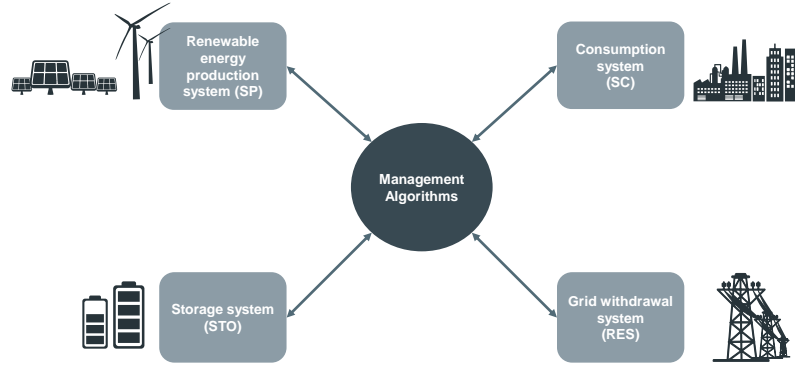 Renewable
energy
production
system (SP)
Consumption
system
(SC)
Management
Algorithms
Storage system
(STO)
Grid withdrawal
system
(RES)